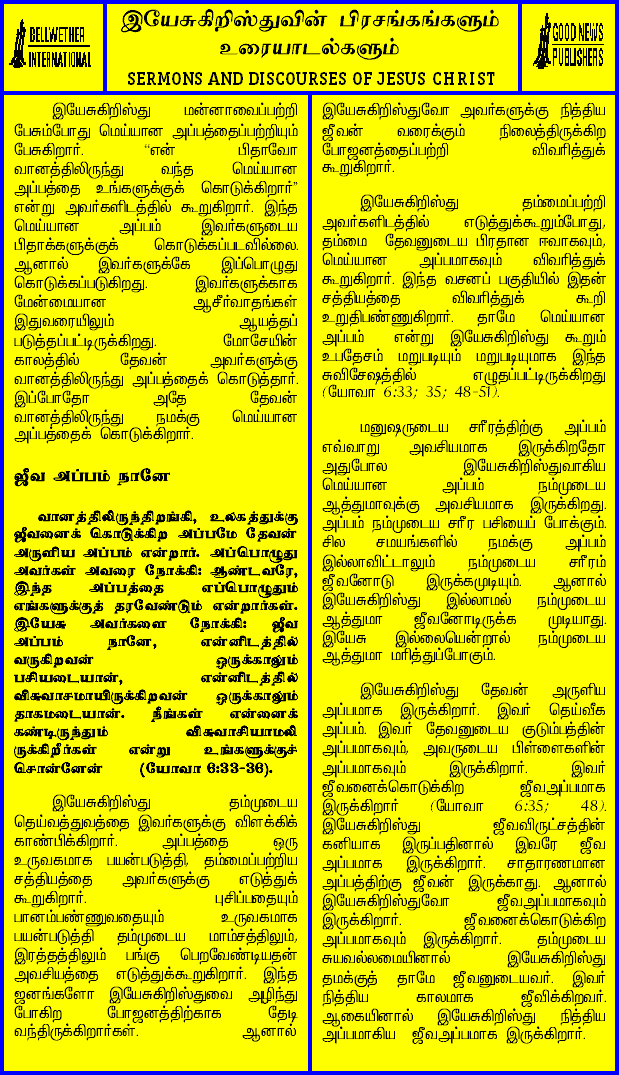 BELLWETHER
INTERNATIONAL
இயேசுகிறிஸ்துவின் பிரசங்கங்களும்
உரையாடல்களும்
SERMONS AND DISCOURSES OF JESUS CHRIST
GOOD NEWS
PUBLISHERS
இயேசுகிறிஸ்து மன்னாவைப்பற்றி
பேசும்போது மெய்யான அப்பத்தைப்பற்றியும்
பேசுகிறார். “என் பிதாவோ
வானத்திலிருந்து வந்த மெய்யான
அப்பத்தை உங்களுக்குக் கொடுக்கிறார்”
என்று அவர்களிடத்தில் கூறுகிறார். இந்த
மெய்யான அப்பம் இவர்களுடைய
பிதாக்களுக்குக் கொடுக்கப்படவில்லை.
ஆனால் இவர்களுக்கே இப்பொழுது
கொடுக்கப்படுகிறது. இவர்களுக்காக
மேன்மையான ஆசீர்வாதங்கள்
இதுவரையிலும் ஆயத்தப்
படுத்தப்பட்டிருக்கிறது. மோசேயின்
காலத்தில் தேவன் அவர்களுக்கு
வானத்திலிருந்து அப்பத்தைக் கொடுத்தார்.
இப்போதோ அதே தேவன்
வானத்திலிருந்து நமக்கு மெய்யான
அப்பத்தைக் கொடுக்கிறார்.
ஜீவ அப்பம் நானே
வானத்திலிருந்திறங்கி, உலகத்துக்கு
ஜீவனைக் கொடுக்கிற அப்பமே தேவன்
அருளிய அப்பம் என்றார். அப்பொழுது
அவர்கள் அவரை நோக்கி: ஆண்டவரே,
இந்த அப்பத்தை எப்பொழுதும்
எங்களுக்குத் தரவேண்டும் என்றார்கள்.
இயேசு அவர்களை நோக்கி: ஜீவ
அப்பம் நானே, என்னிடத்தில்
வருகிறவன் ஒருக்காலும்
பசியடையான், என்னிடத்தில்
விசுவாசமாயிருக்கிறவன் ஒருக்காலும்
தாகமடையான். நீங்கள் என்னைக்
கண்டிருந்தும் விசுவாசியாமலி
ருக்கிறீர்கள் என்று உங்களுக்குச்
சொன்னேன் (யோவா 6:33-36).
இயேசுகிறிஸ்து தம்முடைய
தெய்வத்துவத்தை இவர்களுக்கு விளக்கிக்
காண்பிக்கிறார். அப்பத்தை ஒரு
உருவகமாக பயன்படுத்தி, தம்மைப்பற்றிய
சத்தியத்தை அவர்களுக்கு எடுத்துக்
கூறுகிறார். புசிப்பதையும்
பானம்பண்ணுவதையும் உருவகமாக
பயன்படுத்தி தம்முடைய மாம்சத்திலும்,
இரத்தத்திலும் பங்கு பெறவேண்டியதன்
அவசியத்தை எடுத்துக்கூறுகிறார். இந்த
ஜனங்களோ இயேசுகிறிஸ்துவை அழிந்து
போகிற போஜனத்திற்காக தேடி
வந்திருக்கிறார்கள். ஆனால்
இயேசுகிறிஸ்துவோ அவர்களுக்கு நித்திய
ஜீவன் வரைக்கும் நிலைத்திருக்கிற
போஜனத்தைப்பற்றி விவரித்துக்
கூறுகிறார்.
இயேசுகிறிஸ்து தம்மைப்பற்றி
அவர்களிடத்தில் எடுத்துக்கூறும்போது,
தம்மை தேவனுடைய பிரதான ஈவாகவும்,
மெய்யான அப்பமாகவும் விவரித்துக்
கூறுகிறார். இந்த வசனப் பகுதியில் இதன்
சத்தியத்தை விவரித்துக் கூறி
உறுதிபண்ணுகிறார். தாமே மெய்யான
அப்பம் என்று இயேசுகிறிஸ்து கூறும்
உபதேசம் மறுபடியும் மறுபடியுமாக இந்த
சுவிசேஷத்தில் எழுதப்பட்டிருக்கிறது
(யோவா 6:33; 35; 48-51).
மனுஷருடைய சரீரத்திற்கு அப்பம்
எவ்வாறு அவசியமாக இருக்கிறதோ
அதுபோல இயேசுகிறிஸ்துவாகிய
மெய்யான அப்பம் நம்முடைய
ஆத்துமாவுக்கு அவசியமாக இருக்கிறது.
அப்பம் நம்முடைய சரீர பசியைப் போக்கும்.
சில சமயங்களில் நமக்கு அப்பம்
இல்லாவிட்டாலும் நம்முடைய சரீரம்
ஜீவனோடு இருக்கமுடியும். ஆனால்
இயேசுகிறிஸ்து இல்லாமல் நம்முடைய
ஆத்துமா ஜீவனோடிருக்க முடியாது.
இயேசு இல்லையென்றால் நம்முடைய
ஆத்துமா மரித்துப்போகும்.
இயேசுகிறிஸ்து தேவன் அருளிய
அப்பமாக இருக்கிறார். இவர் தெய்வீக
அப்பம். இவர் தேவனுடைய குடும்பத்தின்
அப்பமாகவும், அவருடைய பிள்ளைகளின்
அப்பமாகவும் இருக்கிறார். இவர்
ஜீவனைக்கொடுக்கிற ஜீவஅப்பமாக
இருக்கிறார் (யோவா 6:35; 48).
இயேசுகிறிஸ்து ஜீவவிருட்சத்தின்
கனியாக இருப்பதினால் இவரே ஜீவ
அப்பமாக இருக்கிறார். சாதாரணமான
அப்பத்திற்கு ஜீவன் இருக்காது. ஆனால்
இயேசுகிறிஸ்துவோ ஜீவஅப்பமாகவும்
இருக்கிறார். ஜீவனைக்கொடுக்கிற
அப்பமாகவும் இருக்கிறார். தம்முடைய
சுயவல்லமையினால் இயேசுகிறிஸ்து
தமக்குத் தாமே ஜீவனுடையவர். இவர்
நித்திய காலமாக ஜீவிக்கிறவர்.
ஆகையினால் இயேசுகிறிஸ்து நித்திய
அப்பமாகிய ஜீவஅப்பமாக இருக்கிறார்.